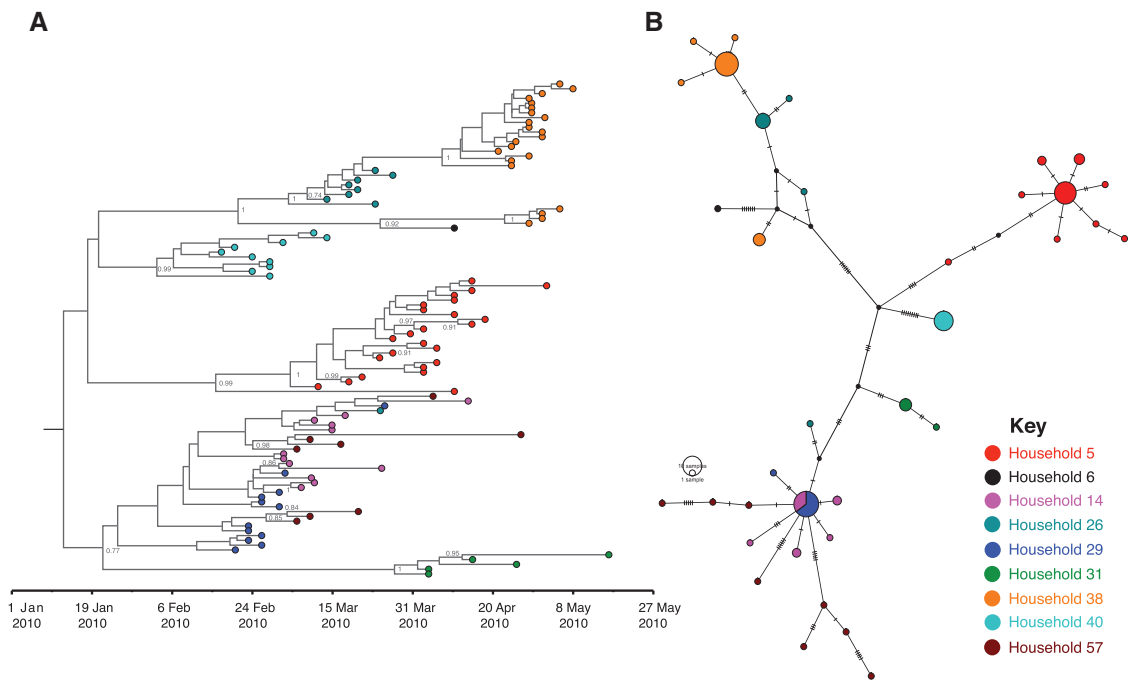 A
B
1
1
0.74
1
0.92
1
0.99
0.97
0.91
0.91
1
0.99
0.99
0.98
0.86
1
0.84
0.85
0.77
0.95
1
1 Jan
2010
19 Jan
2010
6 Feb
2010
24 Feb
2010
15 Mar
2010
31 Mar
2010
20 Apr
2010
8 May
2010
27 May
2010
10 samples
1 sample
Key
Household 5
Household 6
Household 14
Household 26
Household 29
Household 31
Household 38
Household 40
Household 57